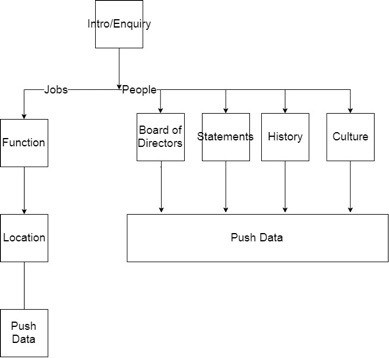 Intro/Enquiry
Jobs
People
Function
Board of
Directors
Statements
History
Culture
Location
Push Data
Push
Data